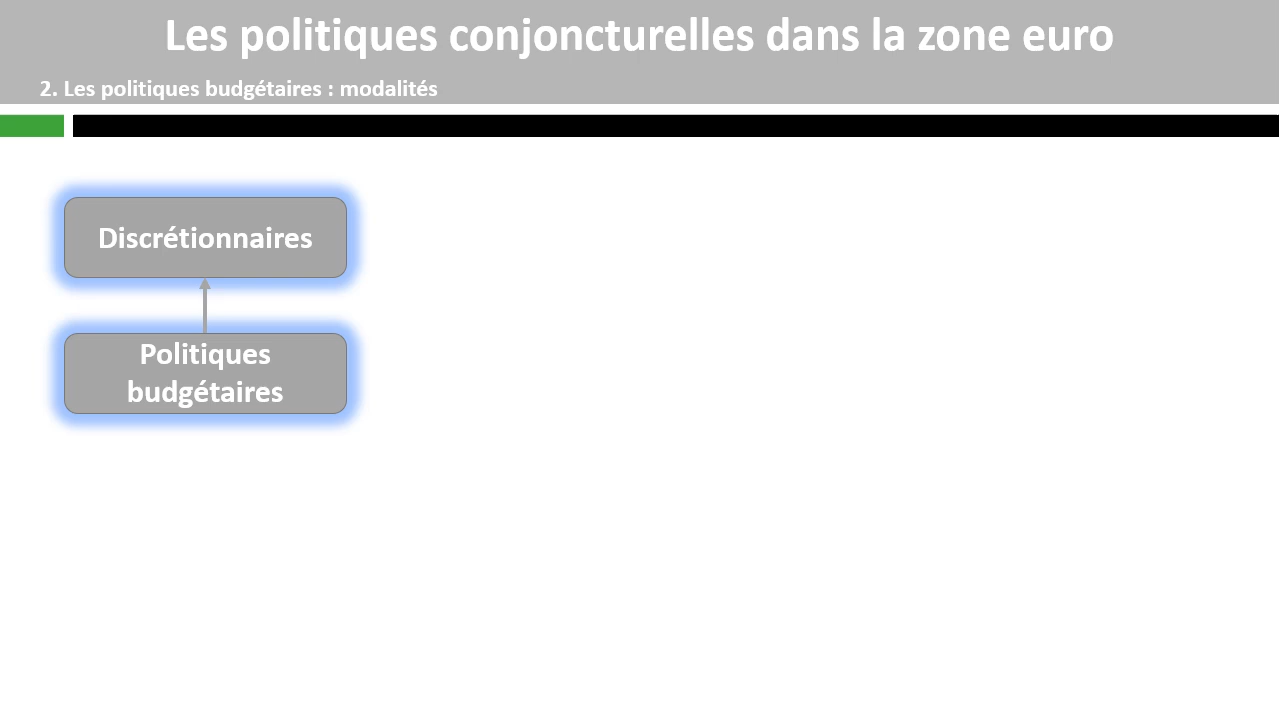 Les politiques conjoncturelles dans la zone euro
2. Les politiques budgétaires : modalités
Discrétionnaires
Politiques
budgétaires